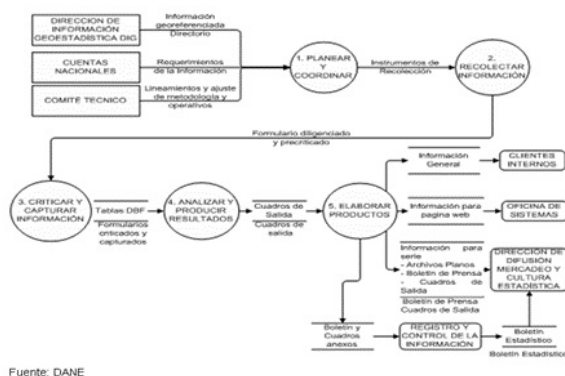 DIRECCION DE
INFORMACIÓN
GEOESTADÍSTICA DIG.
Información
georeferenciada
Directorio
CUENTAS
NACIONALES
Requerimientos
de la Información
COMITÉ TECNICO
Lineamientos y ajuste
de metodología y
operativos
1. PLANEAR
Y
COORDINAR
Instrumentos de
Recolección
2.
RECOLECTAR
INFORMACIÓN
Formulario diligenciado
y precriticado
3. CRITICAR Y
CAPTURAR
INFORMACIÓN
Tablas DBF
Formularios
criticados y
capturados
4. ANALIZAR Y
PRODUCIR
RESULTADOS
Cuadros de
Salida
Cuadros de
salida
5. ELABORAR
PRODUCTOS
Información
General
CLIENTES
INTERNOS
Información para
pagina web
OFICINA DE
SISTEMAS
Información para
serie
- Archivos Planos
- Boletín de Prensa
- Cuadros de
Salida
Boletín de Prensa
Cuadros de Salida
DIRECCIÓN DE
DIFUSIÓN
MERCADEO Y
CULTURA
ESTADÍSTICA
Boletín y
Cuadros
anexos
REGISTRO Y
CONTROL DE LA
INFORMACIÓN
Boletín
Estadístico
Boletín Estadístico
Fuente: DANE